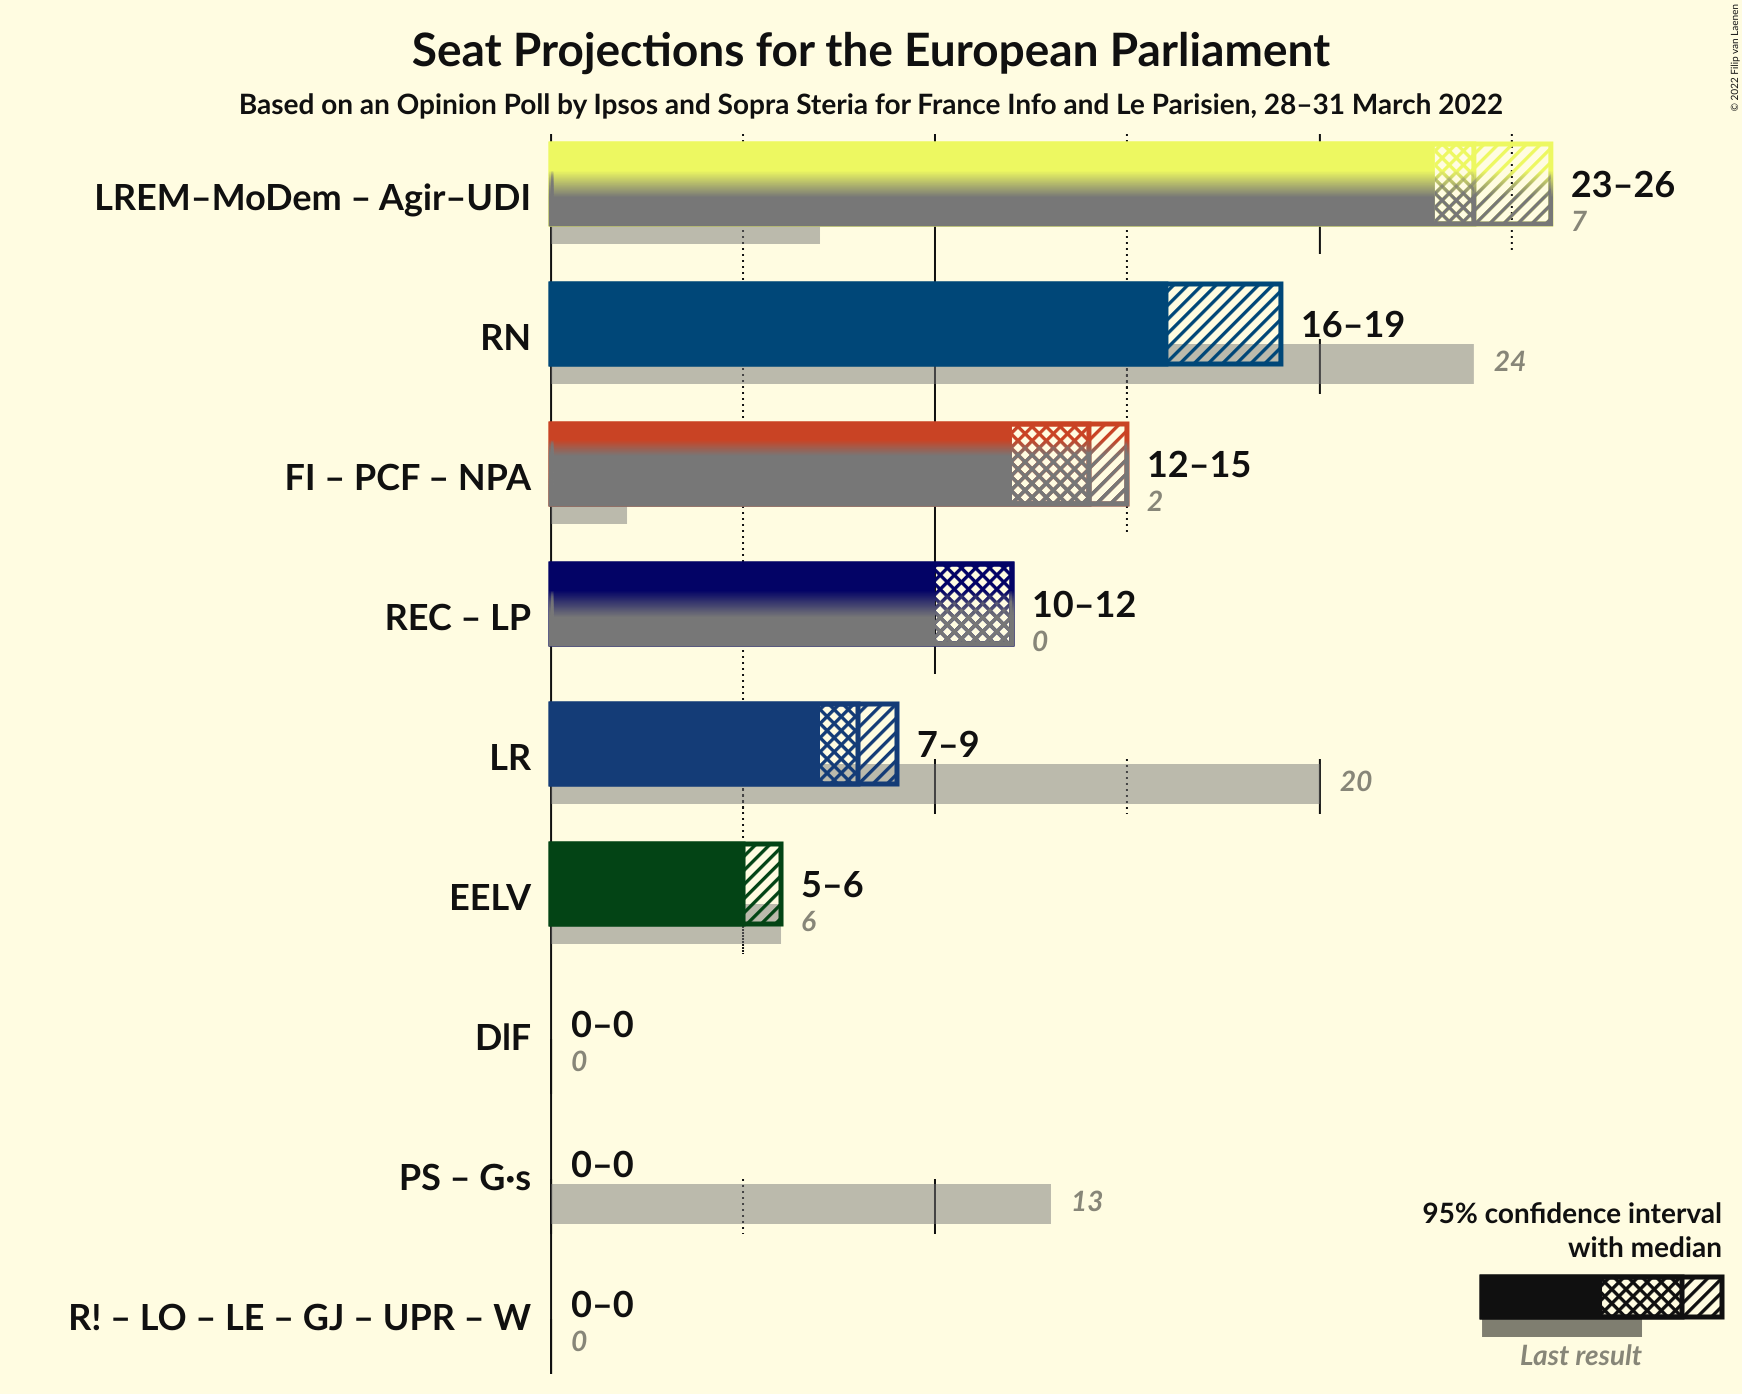 Seat Projections for the European Parliament
Based on an Opinion Poll by Ipsos and Sopra Steria for France Info and Le Parisien, 28–31 March 2022
© 2022 Filip van Laenen
LREM–MoDem – Agir–UDI
23–26
7
RN
16–19
24
FI – PCF – NPA
12–15
2
REC – LP
10–12
0
LR
7–9
20
EELV
5–6
6
DlF
0–0
0
PS – G·s
0–0
13
R! – LO – LE – GJ – UPR – W
0–0
0
95% confidence interval
with median
Last result